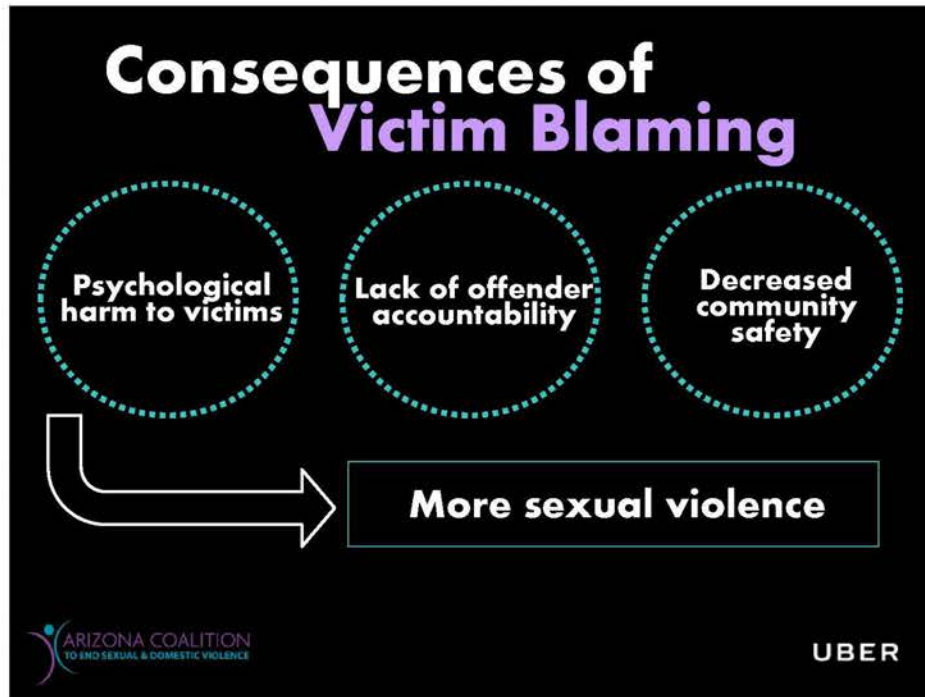 Consequences of
Victim Blaming
Psychological
harm to victims
Lack of offender
accountability
Decreased
community
safety
More sexual violence
ARIZONA COALITION
TO END SEXUAL & DOMESTIC VIOLENCE
UBER